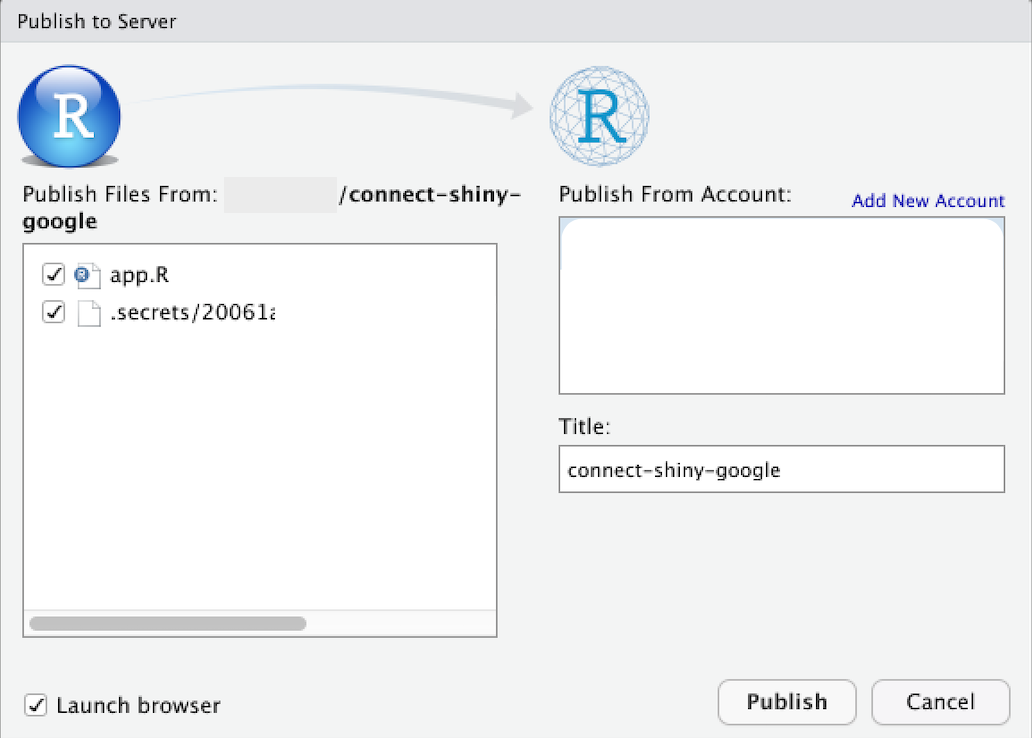 Publish to Server
R
R
Publish Files From: /connect-shiny-
google
app.R
.secrets/20061a
Publish From Account:
Add New Account
Title:
connect-shiny-google
Launch browser
Publish
Cancel